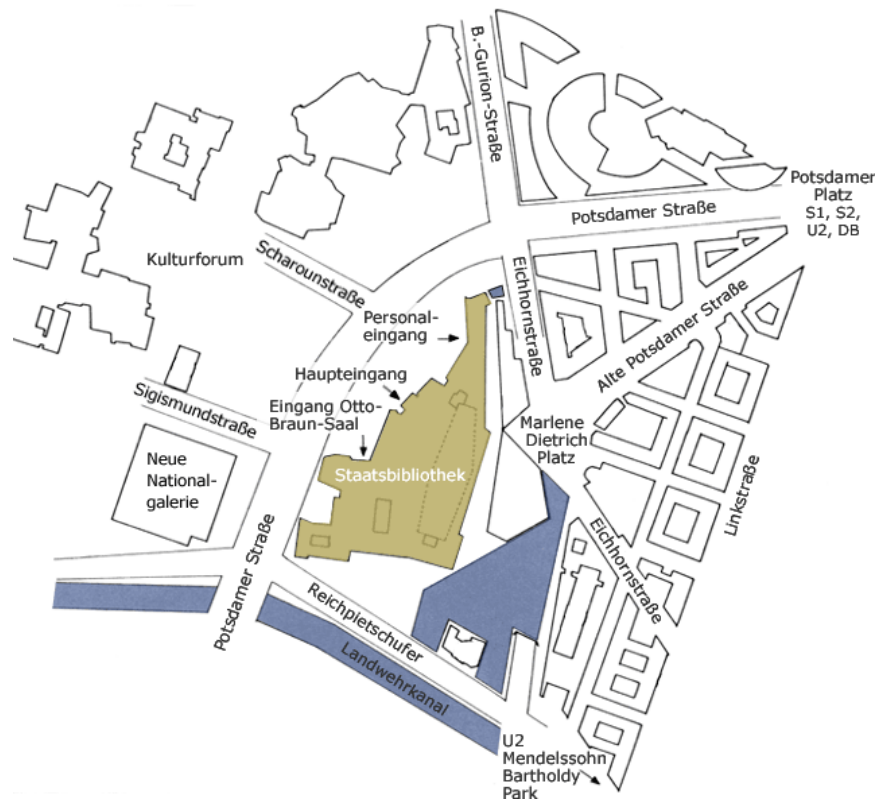 B.-Gurion-Straße
Potsdamer
Platz
S1, S2,
U2, DB
Potsdamer Straße
Kulturforum
Scharounstraße
Eichhornstraße
Personal-
eingang
Alte Potsdamer Straße
Haupteingang
Sigismundstraße
Eingang Otto-
Braun-Saal
Marlene
Dietrich
Platz
Neue
National-
galerie
Staatsbibliothek
Linkstraße
Eichhornstraße
Potsdamer Straße
Reichpietschufer
Landwehrkanal
U2
Mendelssohn
Bartholdy
Park